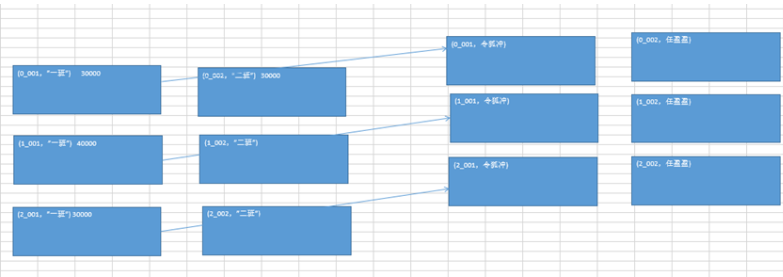 (0_001, 令狐冲)
(0_002, 任盈盈)
(0_001, "一班") 30000
(0_002, "二班") 30000
(1_001, 令狐冲)
(1_002, 任盈盈)
(1_001, "一班") 40000
(1_002, "二班")
(2_001, 令狐冲)
(2_002, 任盈盈)
(2_001, "一班") 30000
(2_002, "二班")